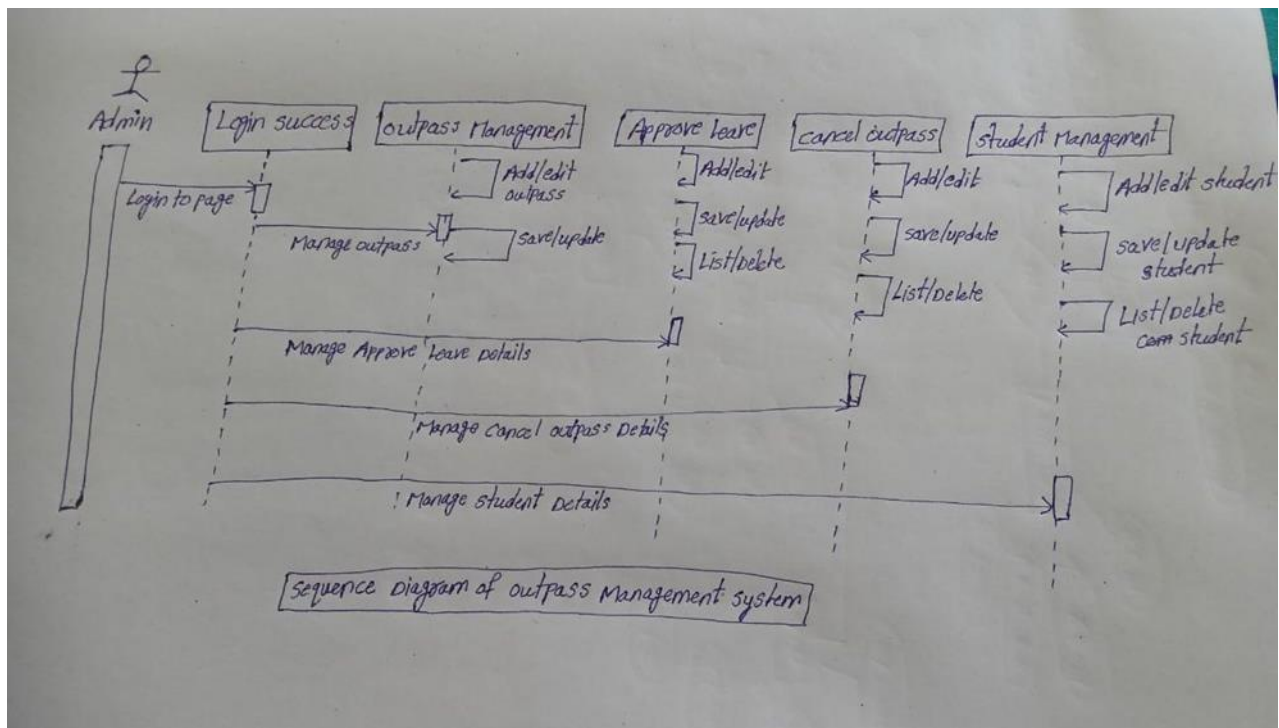 Admin
Login success
Outpass Management
Approve leave
cancel outpass
student Management
Login to page
Add/edit
outpass
Add/edit
Add/edit
Add/edit student
Manage outpass
save/update
save/update
save/update
save/update
student
List/Delete
List/Delete
List/Delete
student
Manage Approve leave Details
Manage Cancel outpass Details
Manage student Details
Sequence Diagram of outpass Management system